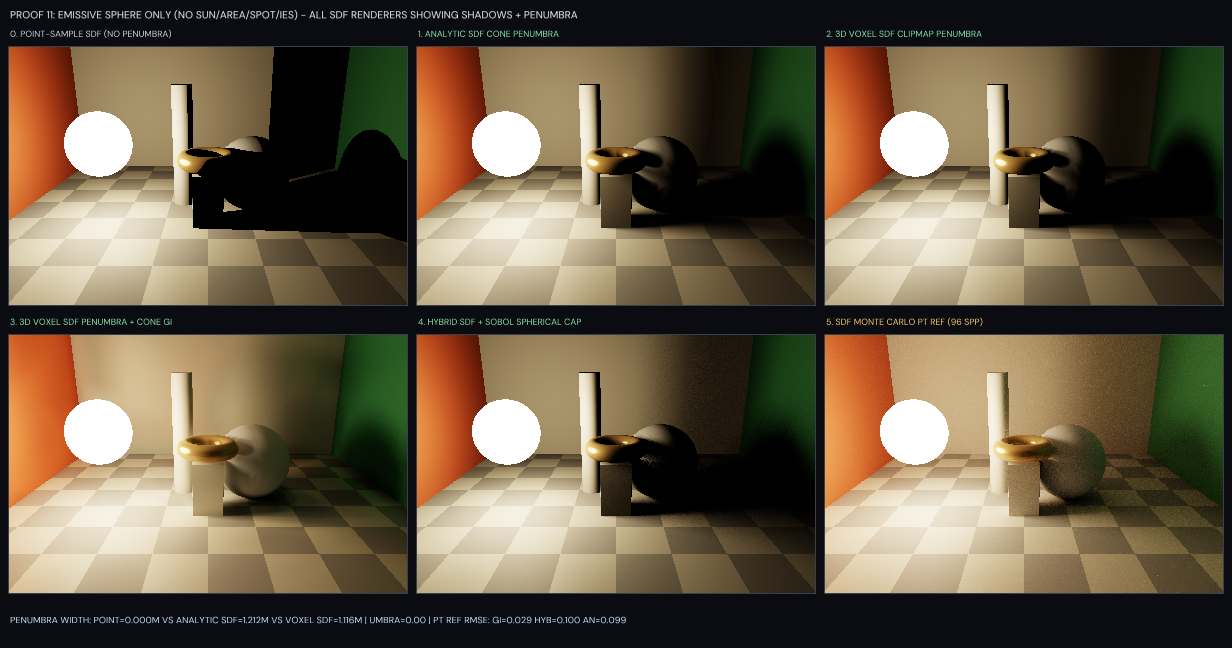 PROOF 11: EMISSIVE SPHERE ONLY (NO SUN/AREA/SPOT/IES) - ALL SDF RENDERERS SHOWING SHADOWS + PENUMBRA
0. POINT-SAMPLE SDF (NO PENUMBRA)
1. ANALYTIC SDF CONE PENUMBRA
2. 3D VOXEL SDF CLIPMAP PENUMBRA
3. 3D VOXEL SDF PENUMBRA + CONE GI
4. HYBRID SDF + SOBOL SPHERICAL CAP
5. SDF MONTE CARLO PT REF (96 SPP)
PENUMBRA WIDTH: POINT=0.000M VS ANALYTIC SDF=1.212M VS VOXEL SDF=1.116M | UMBRA=0.00 | PT REF RMSE: GI=0.029 HYB=0.100 AN=0.099